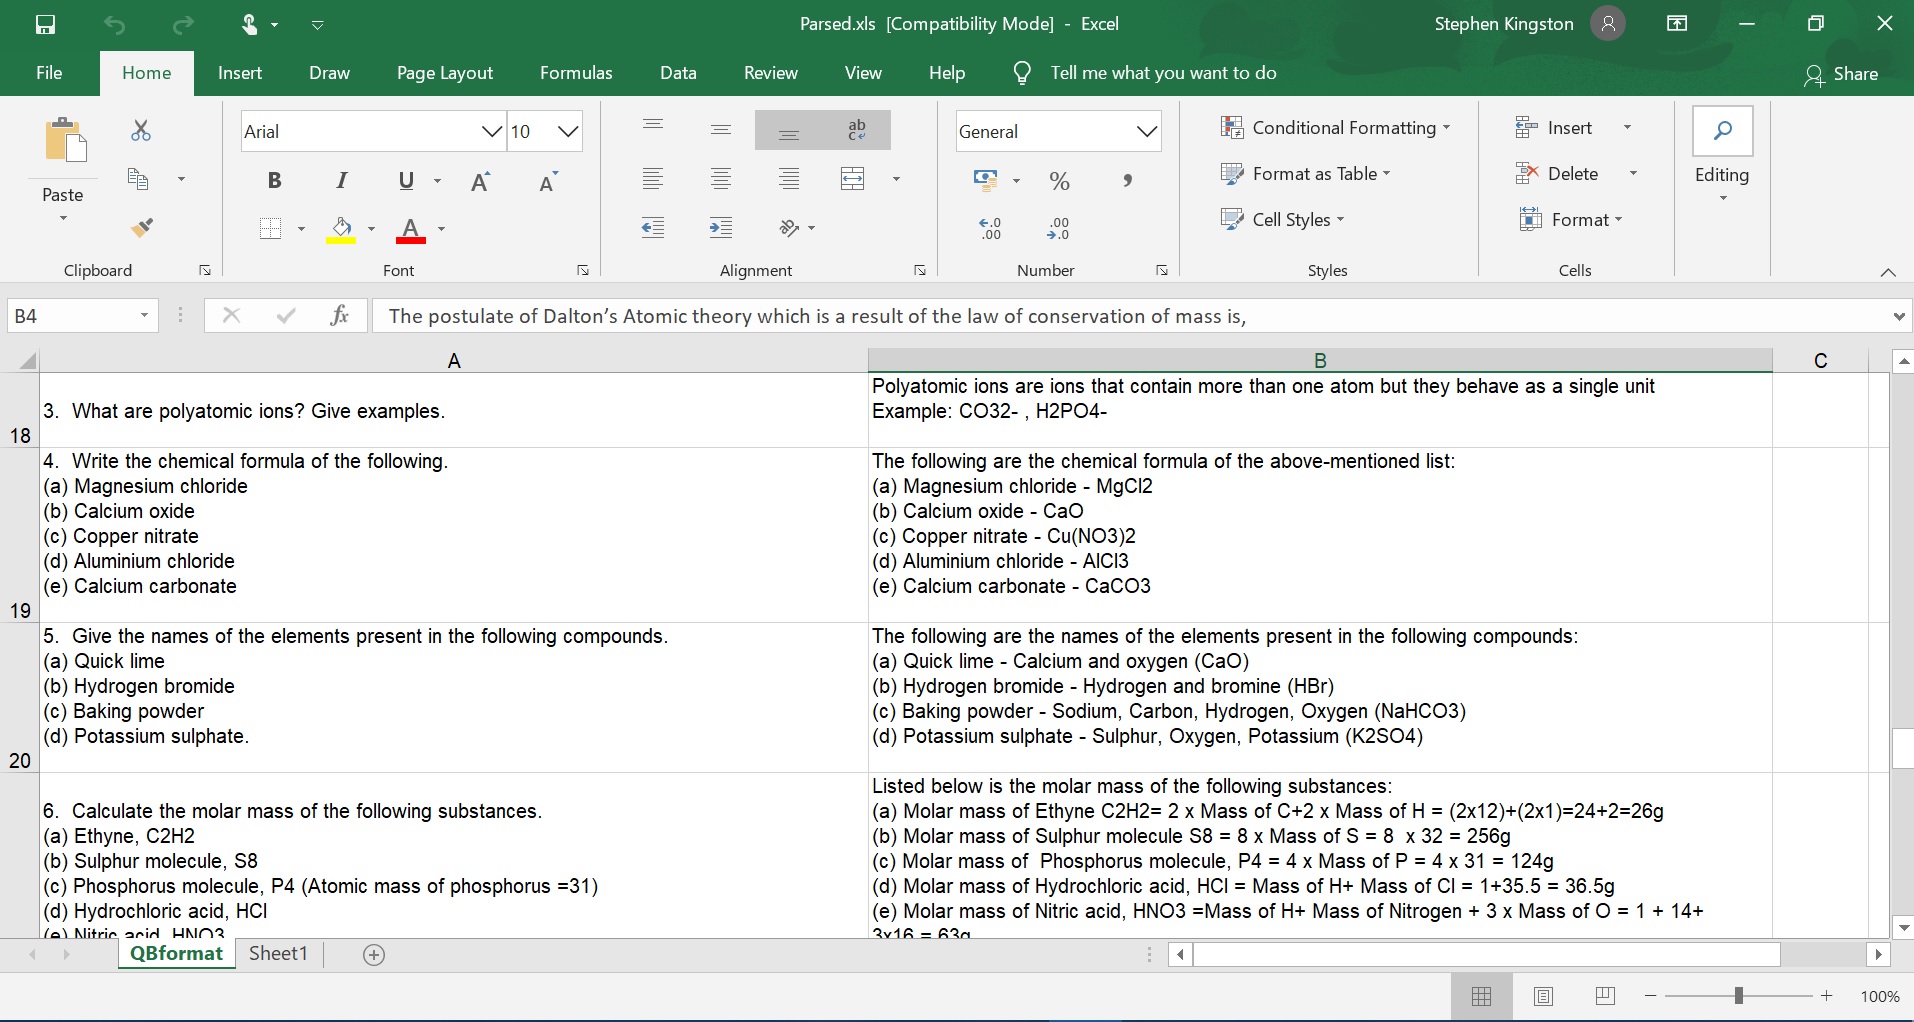 Parsed.xls [Compatibility Mode] - Excel
Stephen Kingston
File Home Insert Draw Page Layout Formulas Data Review View Help Tell me what you want to do Share
Paste
Clipboard
Arial 10
B I U A A
A
Font
ab
c
ab
Alignment
General
% ,
.0 .00
.00 .0
Number
Conditional Formatting
Format as Table
Cell Styles
Styles
Insert
Delete
Format
Cells
Editing
B4 fx The postulate of Dalton’s Atomic theory which is a result of the law of conservation of mass is,
A B C
18
3. What are polyatomic ions? Give examples.
Polyatomic ions are ions that contain more than one atom but they behave as a single unit
Example: CO32- , H2PO4-
19
4. Write the chemical formula of the following.
(a) Magnesium chloride
(b) Calcium oxide
(c) Copper nitrate
(d) Aluminium chloride
(e) Calcium carbonate
The following are the chemical formula of the above-mentioned list:
(a) Magnesium chloride - MgCl2
(b) Calcium oxide - CaO
(c) Copper nitrate - Cu(NO3)2
(d) Aluminium chloride - AlCl3
(e) Calcium carbonate - CaCO3
20
5. Give the names of the elements present in the following compounds.
(a) Quick lime
(b) Hydrogen bromide
(c) Baking powder
(d) Potassium sulphate.
The following are the names of the elements present in the following compounds:
(a) Quick lime - Calcium and oxygen (CaO)
(b) Hydrogen bromide - Hydrogen and bromine (HBr)
(c) Baking powder - Sodium, Carbon, Hydrogen, Oxygen (NaHCO3)
(d) Potassium sulphate - Sulphur, Oxygen, Potassium (K2SO4)
6. Calculate the molar mass of the following substances.
(a) Ethyne, C2H2
(b) Sulphur molecule, S8
(c) Phosphorus molecule, P4 (Atomic mass of phosphorus =31)
(d) Hydrochloric acid, HCl
(e) Nitric acid, HNO3
Listed below is the molar mass of the following substances:
(a) Molar mass of Ethyne C2H2= 2 x Mass of C+2 x Mass of H = (2x12)+(2x1)=24+2=26g
(b) Molar mass of Sulphur molecule S8 = 8 x Mass of S = 8 x 32 = 256g
(c) Molar mass of Phosphorus molecule, P4 = 4 x Mass of P = 4 x 31 = 124g
(d) Molar mass of Hydrochloric acid, HCl = Mass of H+ Mass of Cl = 1+35.5 = 36.5g
(e) Molar mass of Nitric acid, HNO3 =Mass of H+ Mass of Nitrogen + 3 x Mass of O = 1 + 14+
3x16 = 63g
QBformat Sheet1
100%